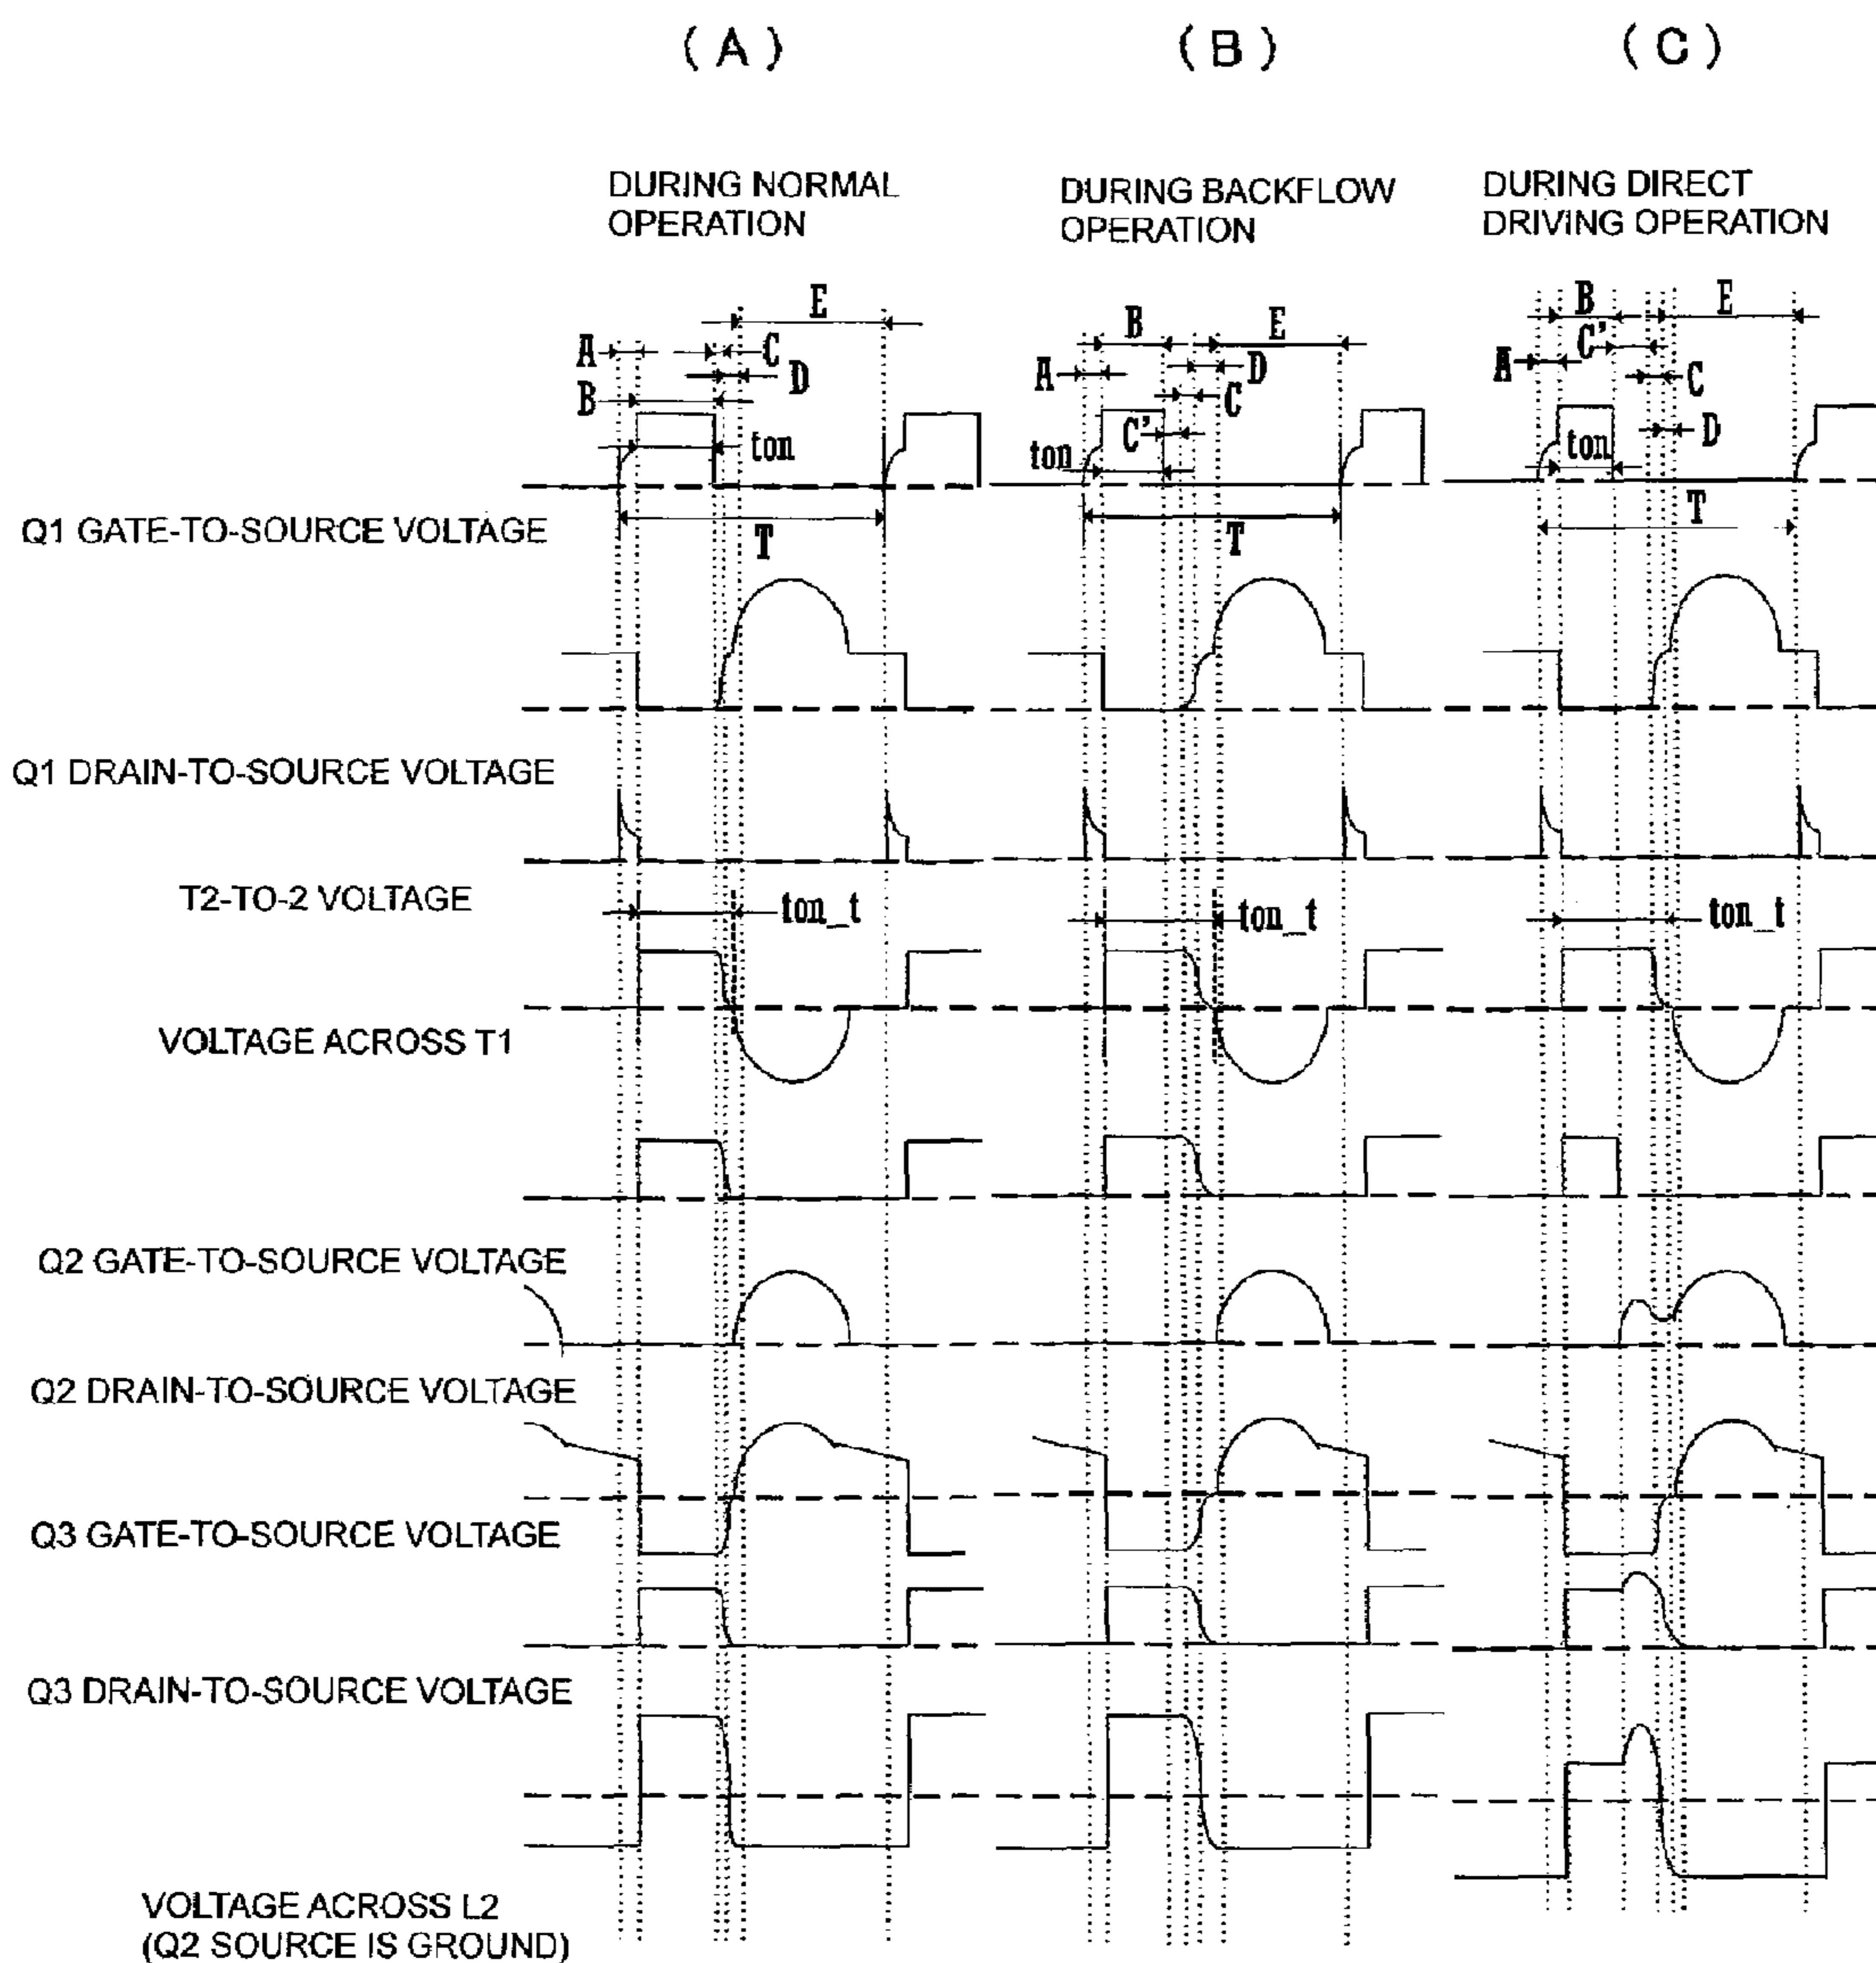 (A)
(B)
(C)
DURING NORMAL
OPERATION
DURING BACKFLOW
OPERATION
DURING DIRECT
DRIVING OPERATION
E
A
C
D
B
ton
T
B
E
A
D
C
C'
ton
T
B
E
C'
A
C
D
ton
T
Q1 GATE-TO-SOURCE VOLTAGE
Q1 DRAIN-TO-SOURCE VOLTAGE
T2-TO-2 VOLTAGE
ton_t
ton_t
ton_t
VOLTAGE ACROSS T1
Q2 GATE-TO-SOURCE VOLTAGE
Q2 DRAIN-TO-SOURCE VOLTAGE
Q3 GATE-TO-SOURCE VOLTAGE
Q3 DRAIN-TO-SOURCE VOLTAGE
VOLTAGE ACROSS L2
(Q2 SOURCE IS GROUND)